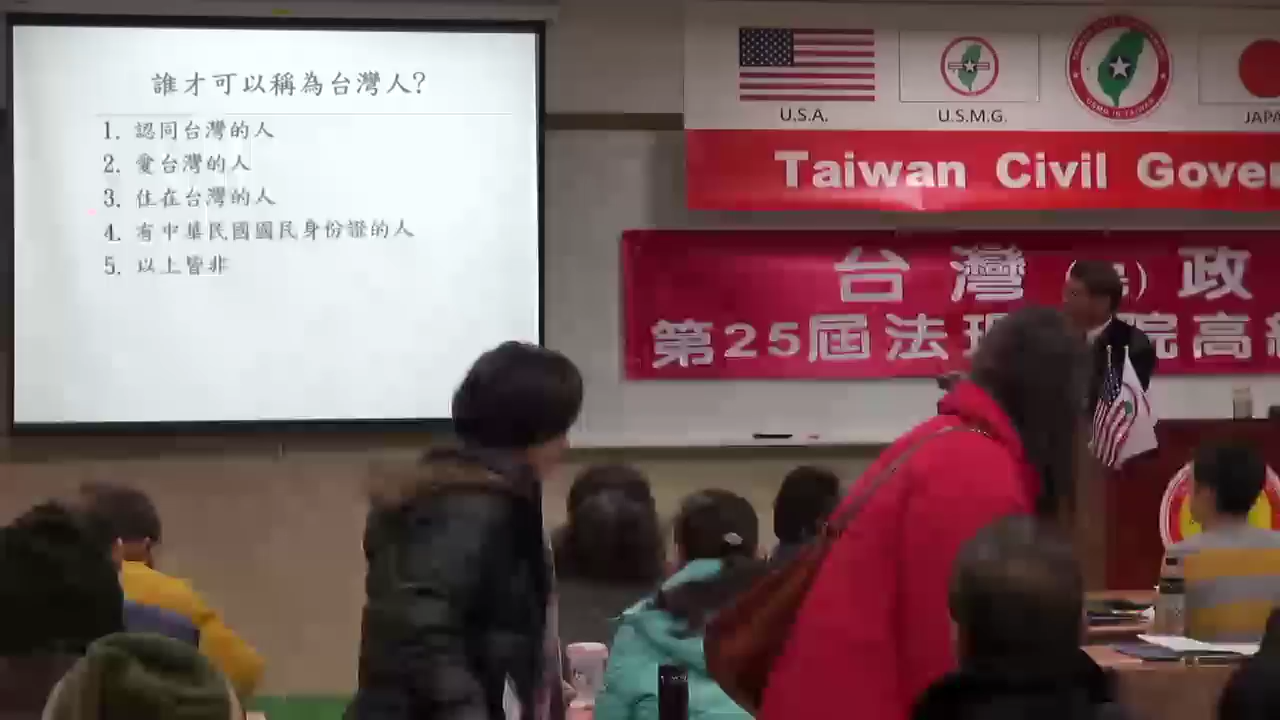 誰才可以稱為台灣人?
1. 認同台灣的人
2. 愛台灣的人
3. 住在台灣的人
4. 有中華民國國民身份證的人
5. 以上皆非
U.S.A.
U.S.M.G.
JAPA
Taiwan Civil Gover
台灣 政
第25屆法 院高